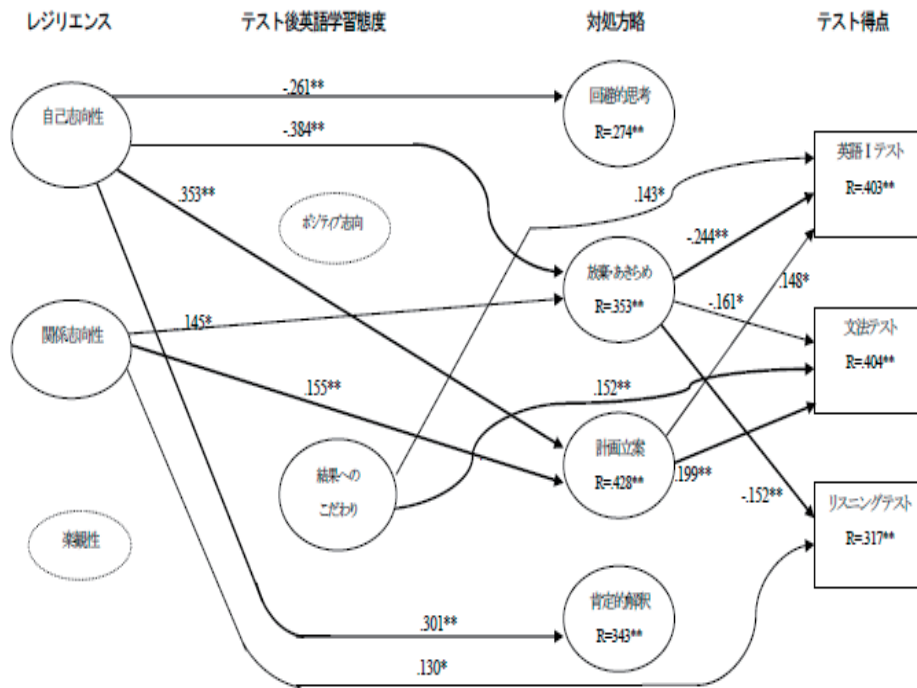 レジリエンス
テスト後英語学習態度
対処方略
テスト得点
自己志向性
-.261**
回避的思考
R=.274**
-.384**
英語Ⅰテスト
R=.403**
.353**
ポジティブ志向
.143*
-.244**
放棄・あきらめ
R=.353**
.148*
-.161*
関係志向性
.145*
文法テスト
R=.404**
.155**
.152**
計画立案
R=.428**
.199**
結果への
こだわり
-.152**
リスニングテスト
R=.317**
楽観性
肯定的解釈
R=343**
.301**
.130*